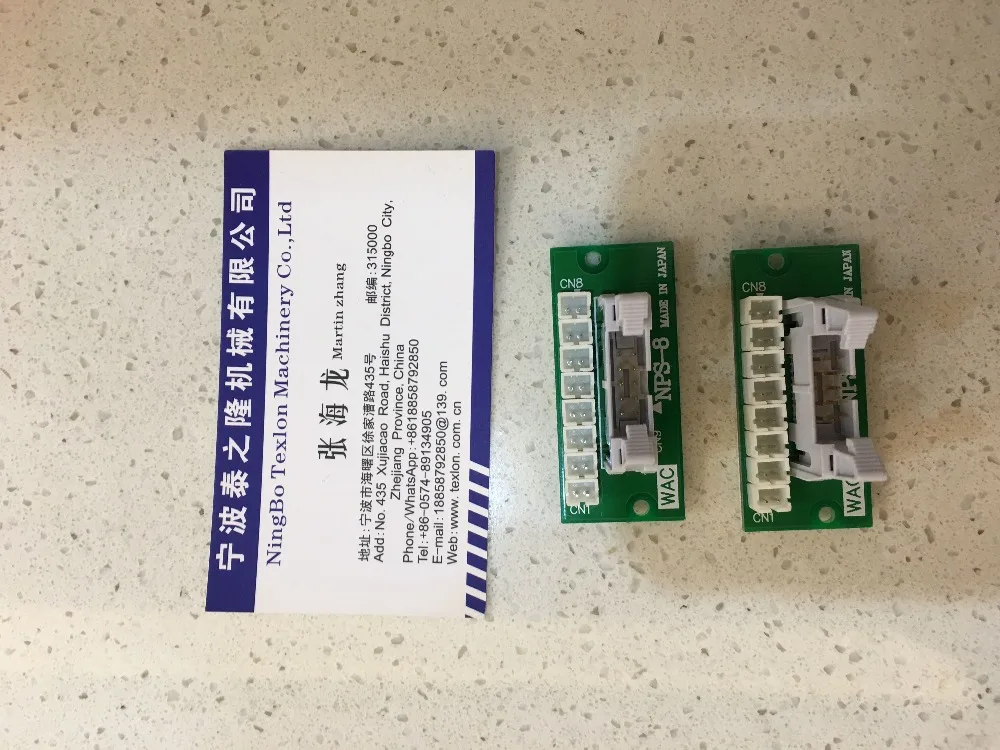 宁波泰之隆机械有限公司
NingBo Texlon Machinery Co.,Ltd
张海龙 Martin zhang
地址:宁波市海曙区徐家漕路435号 邮编:315000
Add:No.435 Xujiacao Road, Haishu District, Ningbo City,
Zhejiang Province, China
Phone/WhatsApp:+8618858792850
Tel:+86-0574-89134905
E-mail:18858792850@139.com
Web:www.texlon.com.cn
CN8
CN1
CN9
WAC
NPS-8 MADE IN JAPAN
CN8
CN1
WAC
NP
IN JAPAN